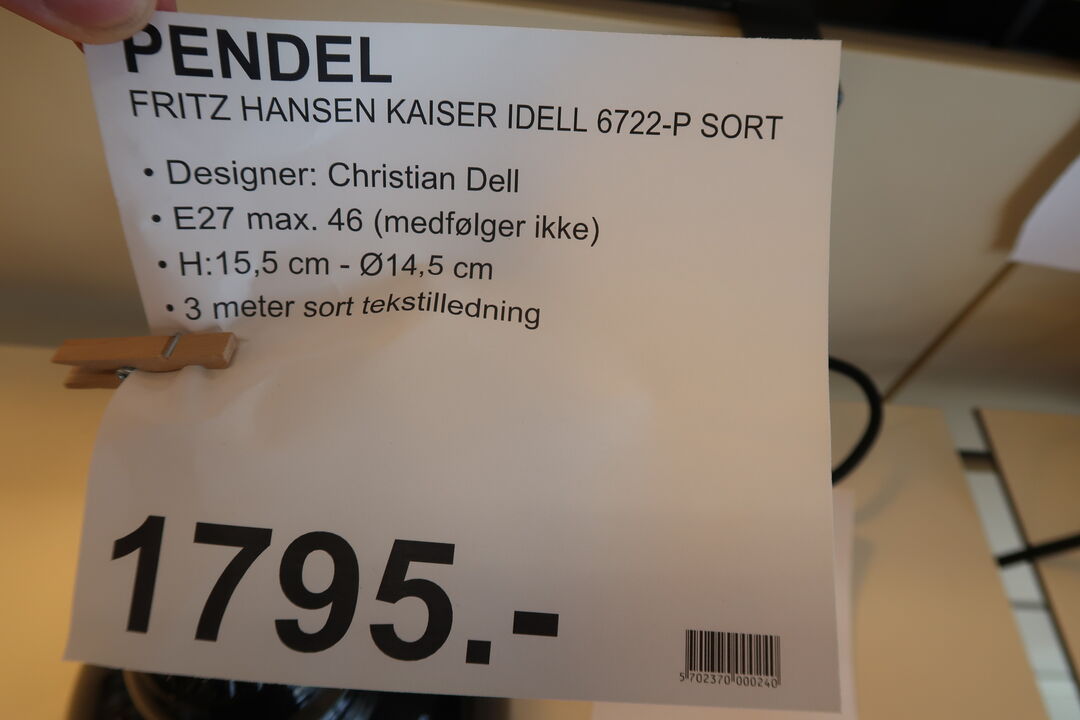 PENDEL
FRITZ HANSEN KAISER IDELL 6722-P SORT
• Designer: Christian Dell
• E27 max. 46 (medfølger ikke)
• H:15,5 cm - Ø14,5 cm
• 3 meter sort tekstilledning
1795.-
5 702370 000240